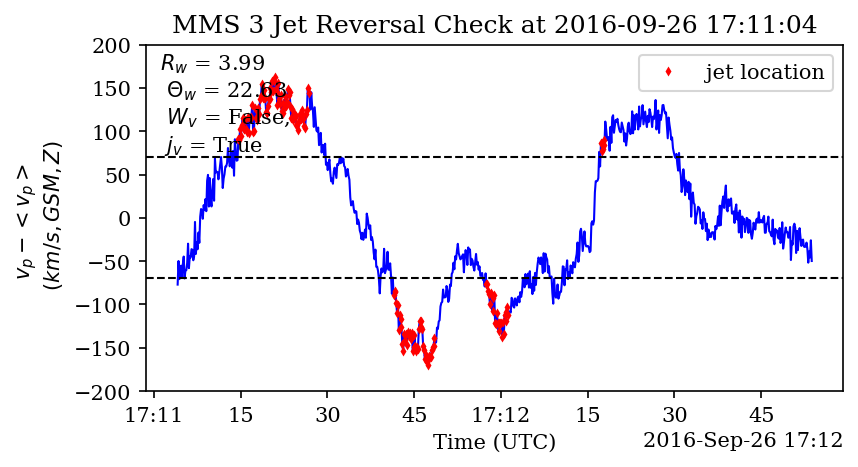 MMS 3 Jet Reversal Check at 2016-09-26 17:11:04
R_w = 3.99
Θ_w = 22.63
W_v = False,
j_v = True
jet location
v_p − < v_p >
(km/s, GSM, Z)
200
150
100
50
0
−50
−100
−150
−200
17:11 15 30 45 17:12 15 30 45
Time (UTC)
2016-Sep-26 17:12